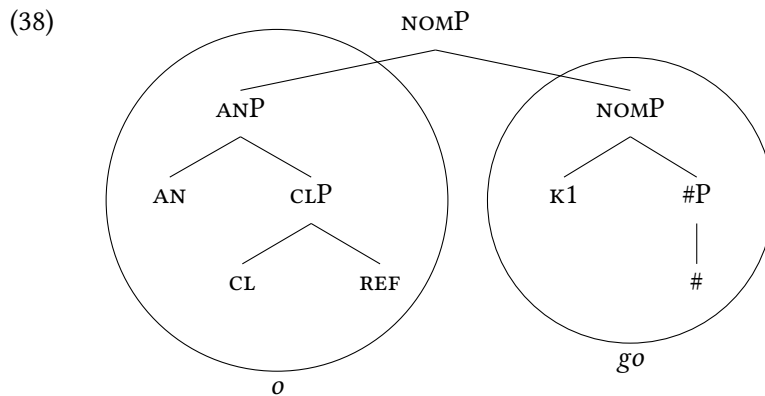 (38)
NOMP
ANP NOMP
AN CLP K1 #P
CL REF #
o go